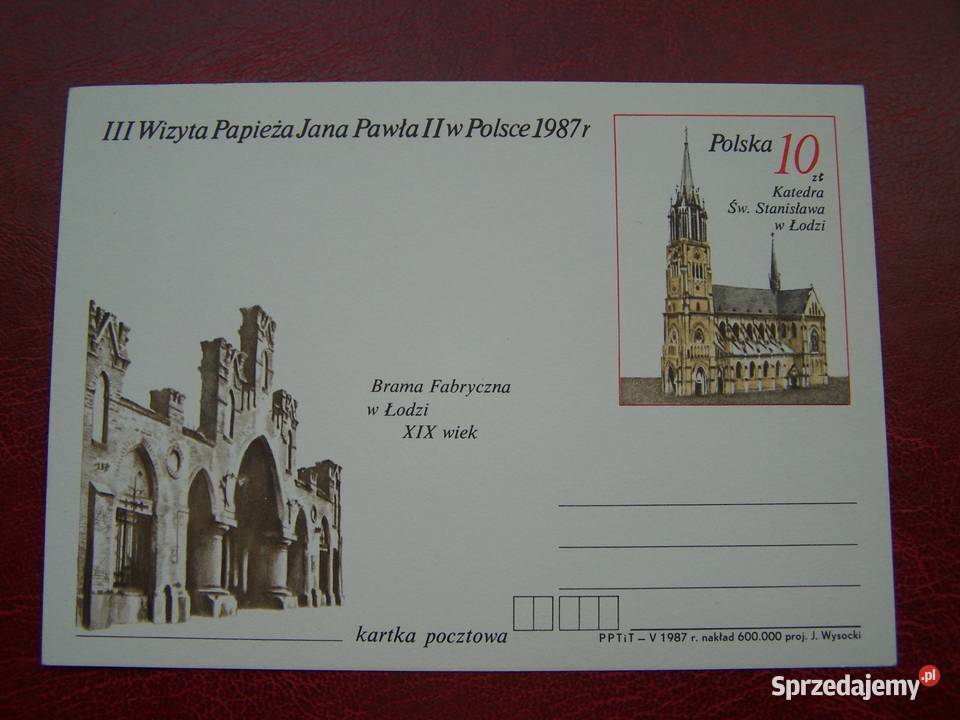 III Wizyta Papieża Jana Pawła II w Polsce 1987 r
Polska 10 zł
Katedra
Św. Stanisława
w Łodzi
Brama Fabryczna
w Łodzi
XIX wiek
kartka pocztowa
PPTiT – V 1987 r. nakład 600.000 proj. J. Wysocki
Sprzedajemy.pl